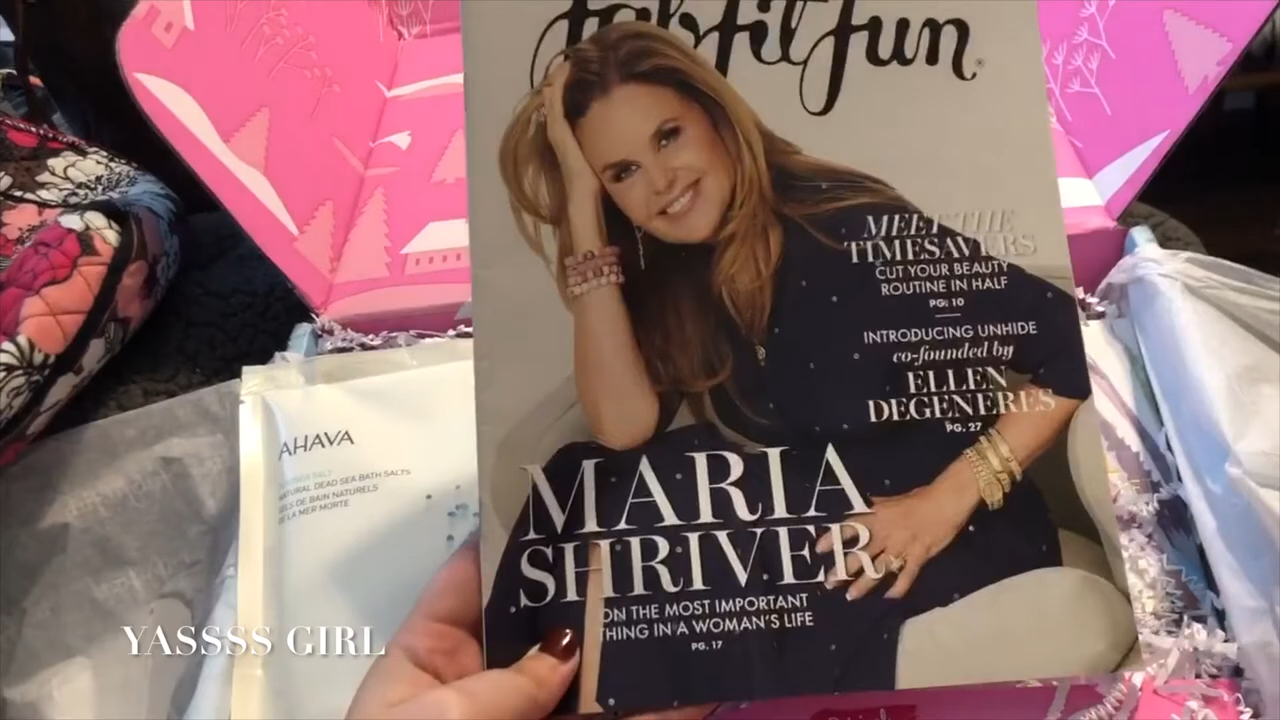 fabfitfun
MEET THE
TIMESAVERS
CUT YOUR BEAUTY
ROUTINE IN HALF
PG: 10
INTRODUCING UNHIDE
co-founded by
ELLEN
DEGENERES
PG. 27
MARIA
SHRIVER
ON THE MOST IMPORTANT
THING IN A WOMAN'S LIFE
PG. 17
AHAVA
NATURAL DEAD SEA BATH SALTS
SELS DE BAIN NATURELS
DE LA MER MORTE
YASSSS GIRL